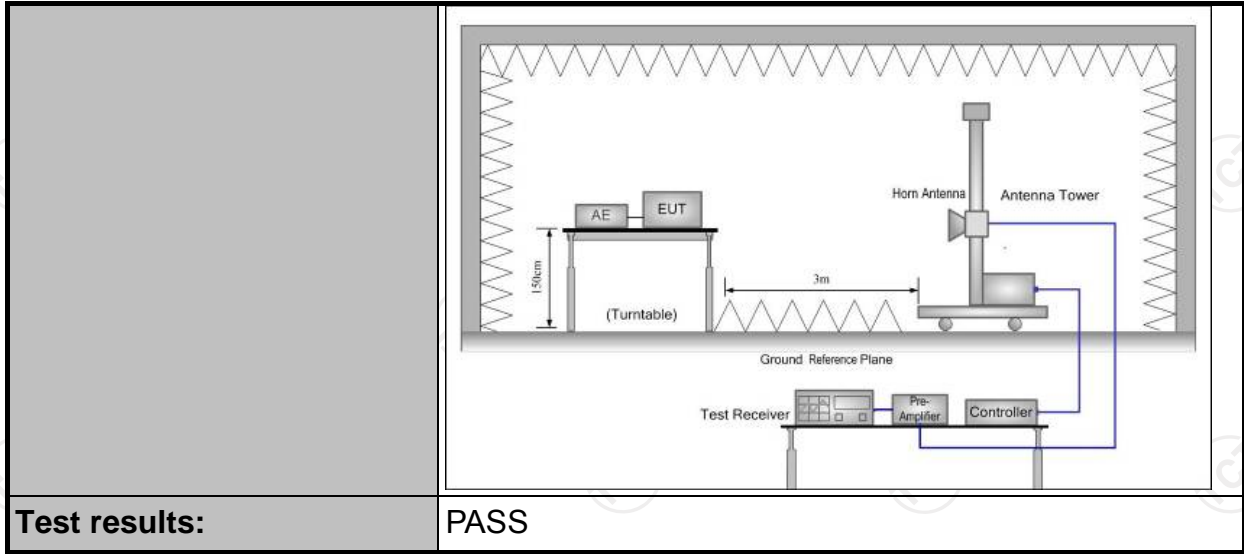 Horn Antenna
Antenna Tower
AE
EUT
150cm
3m
(Turntable)
Ground Reference Plane
Test Receiver
Pre-
Amplifier
Controller
Test results:
PASS